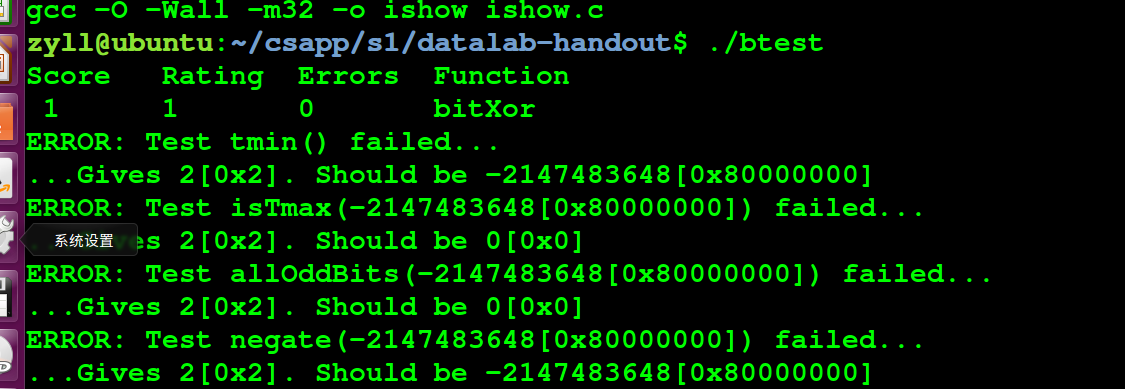 gcc -O -Wall -m32 -o ishow ishow.c
zyll@ubuntu:~/csapp/s1/datalab-handout$ ./btest
Score Rating Errors Function
1 1 0 bitXor
ERROR: Test tmin() failed...
...Gives 2[0x2]. Should be -2147483648[0x80000000]
ERROR: Test isTmax(-2147483648[0x80000000]) failed...
系统设置 es 2[0x2]. Should be 0[0x0]
ERROR: Test allOddBits(-2147483648[0x80000000]) failed...
...Gives 2[0x2]. Should be 0[0x0]
ERROR: Test negate(-2147483648[0x80000000]) failed...
...Gives 2[0x2]. Should be -2147483648[0x80000000]